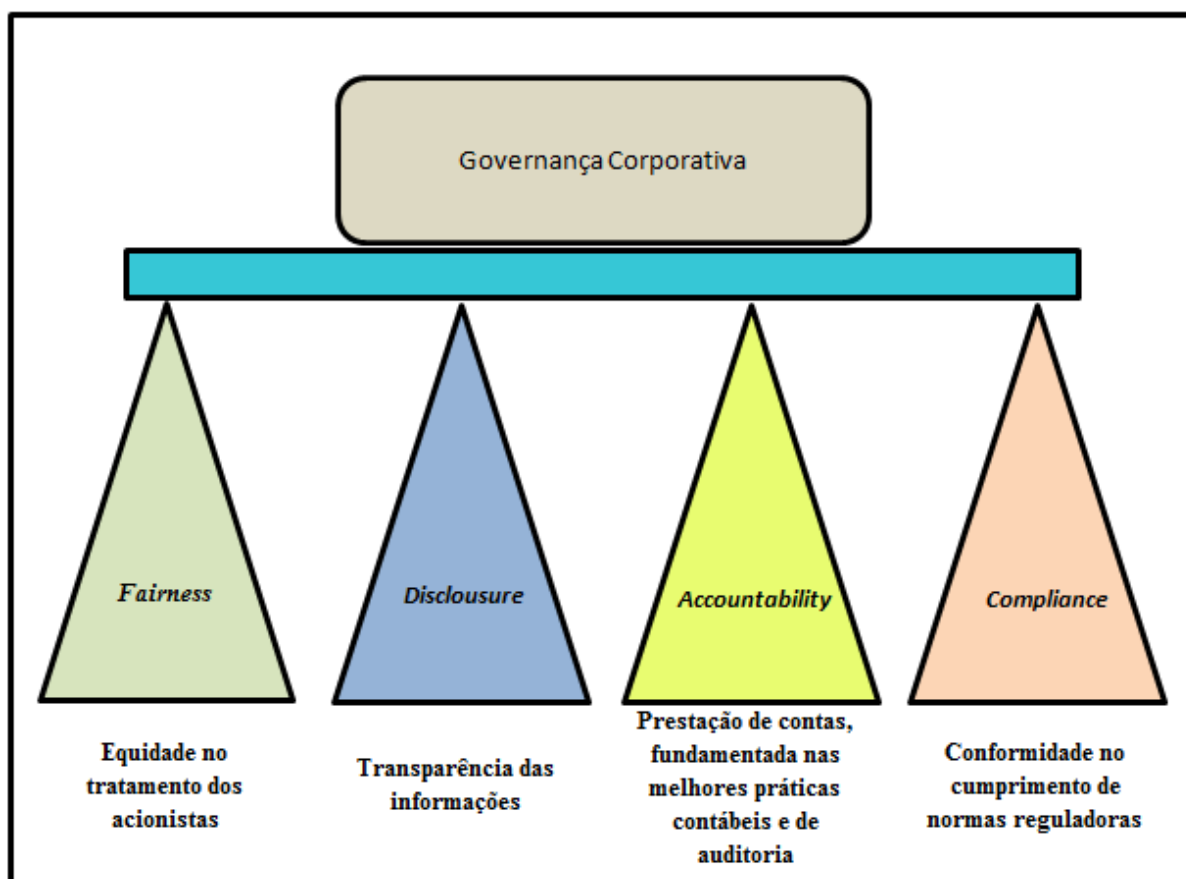 Governança Corporativa
Fairness
Disclousure
Accountability
Compliance
Equidade no
tratamento dos
acionistas
Transparência das
informações
Prestação de contas,
fundamentada nas
melhores práticas
contábeis e de
auditoria
Conformidade no
cumprimento de
normas reguladoras